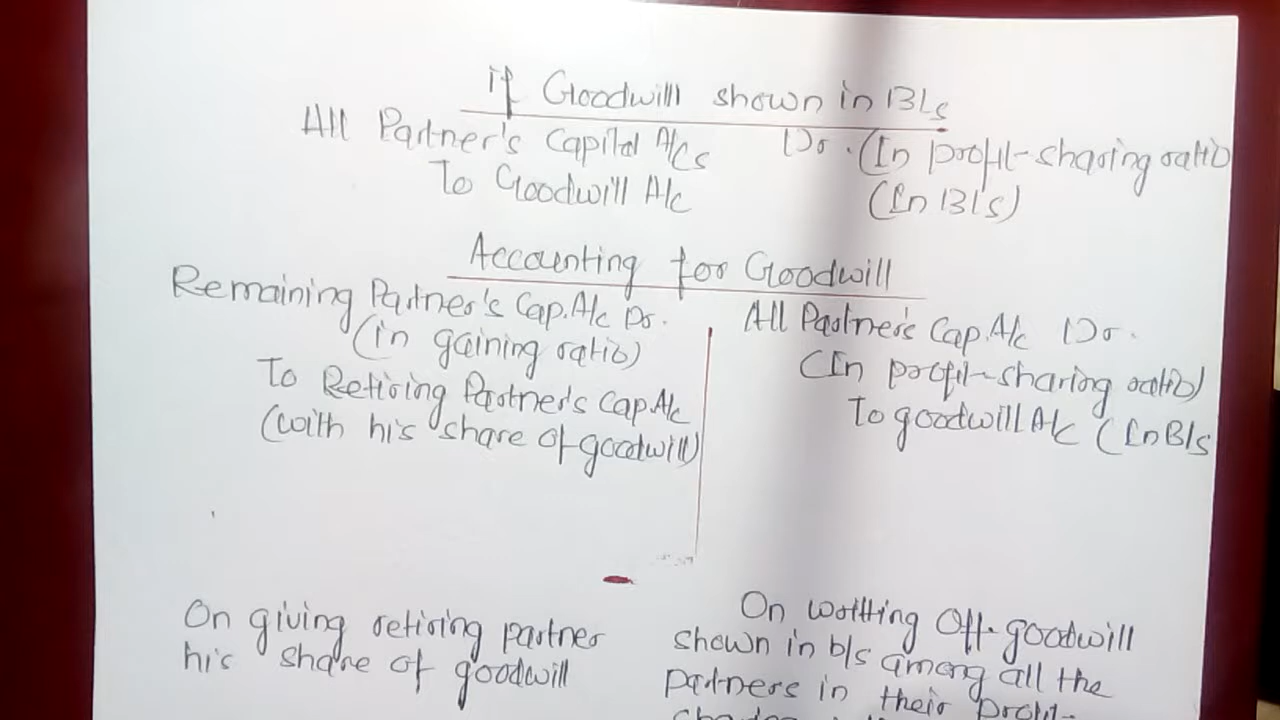 if Goodwill shown in B/s
All Partner's Capital A/cs Dr. (In profit-sharing ratio
To Goodwill A/c (In B/s)
Accounting for Goodwill
Remaining Partner's Cap. A/c Dr.
(in gaining ratio)
To Retiring Partner's Cap A/c
(with his share of goodwill)
All Partner's Cap. A/c Dr.
(In profit-sharing ratio)
To goodwill A/c (In B/s
On giving retiring partner
his share of goodwill
On writting Off. goodwill
shown in b/s among all the
partners in their profit-